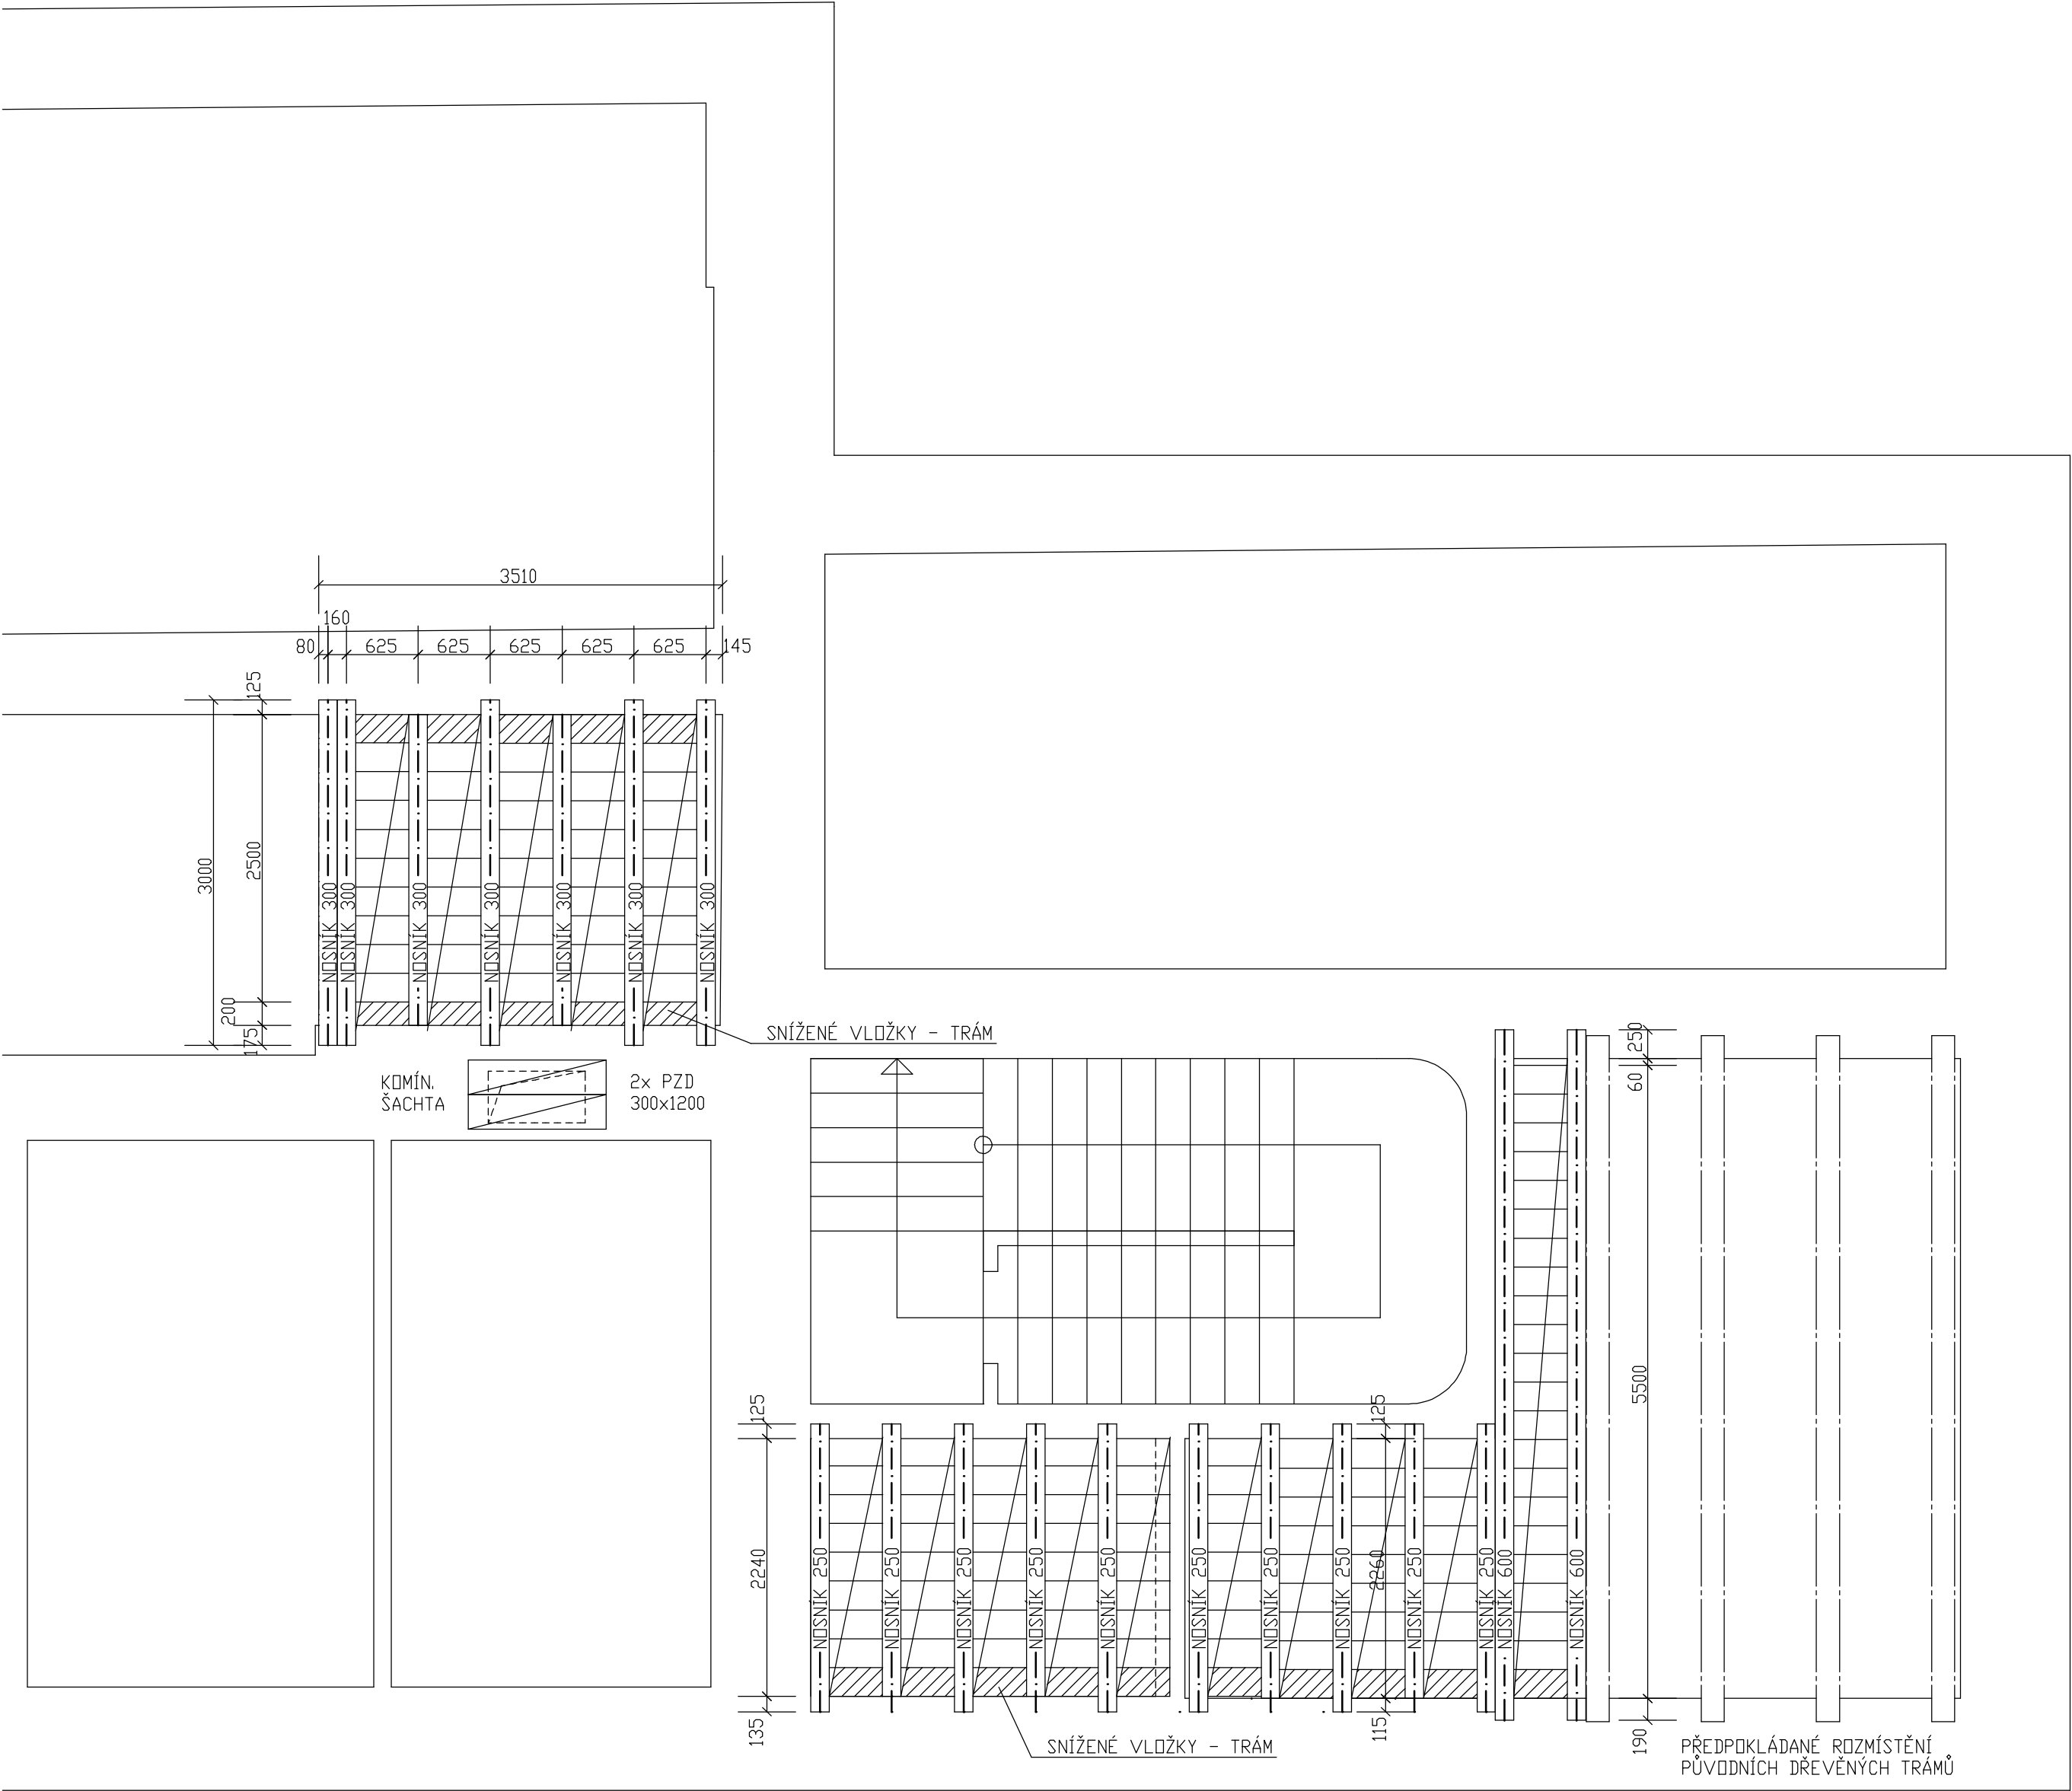 3510
160
80 625 625 625 625 625 145
125
3000
2500
200
175
NOSNÍK 300
NOSNÍK 300
NOSNÍK 300
NOSNÍK 300
NOSNÍK 300
NOSNÍK 300
NOSNÍK 300
SNÍŽENÉ VLOŽKY - TRÁM
KOMÍN.
ŠACHTA
2x PZD
300x1200
250
60
5500
190
125
2240
135
125
2260
115
NOSNÍK 250
NOSNÍK 250
NOSNÍK 250
NOSNÍK 250
NOSNÍK 250
NOSNÍK 250
NOSNÍK 250
NOSNÍK 250
NOSNÍK 250
NOSNÍK 250
NOSNÍK 600
NOSNÍK 600
SNÍŽENÉ VLOŽKY - TRÁM
PŘEDPOKLÁDANÉ ROZMÍSTĚNÍ
PŮVODNÍCH DŘEVĚNÝCH TRÁMŮ